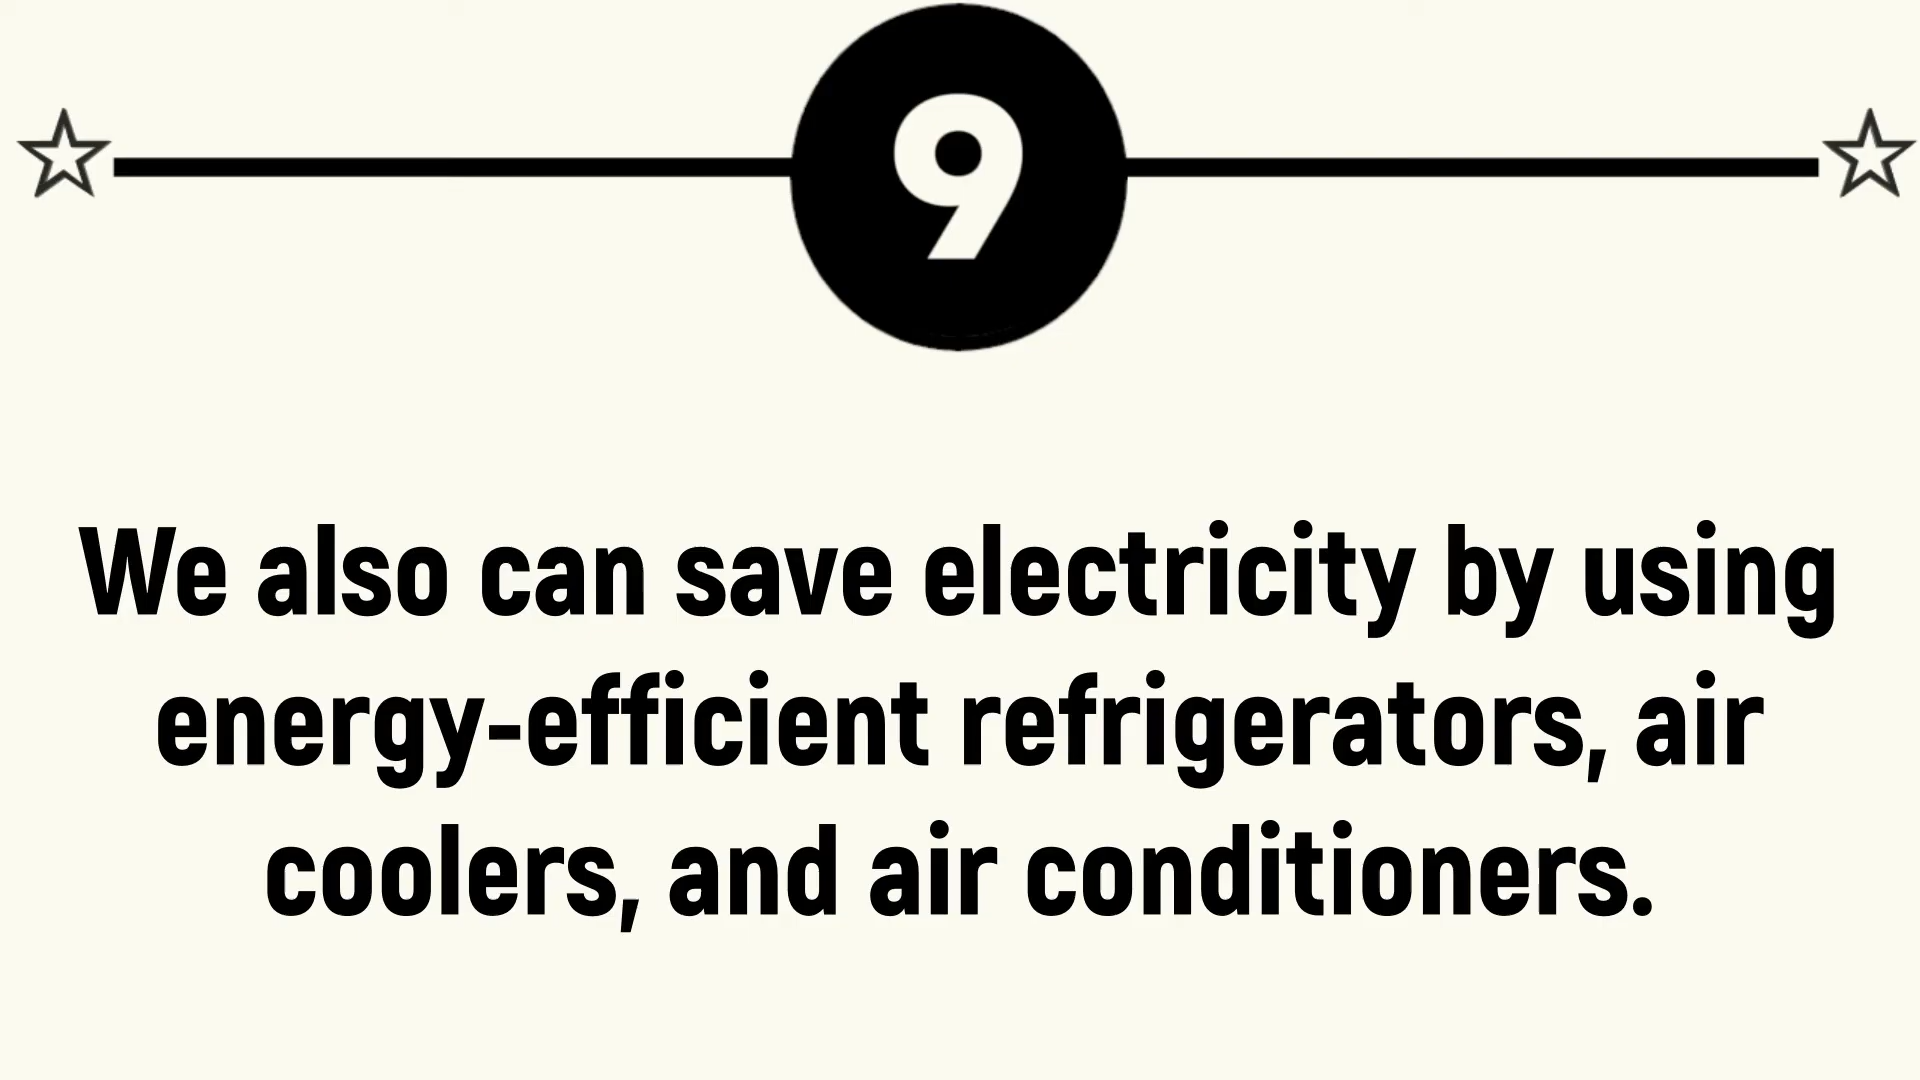 9
We also can save electricity by using
energy-efficient refrigerators, air
coolers, and air conditioners.